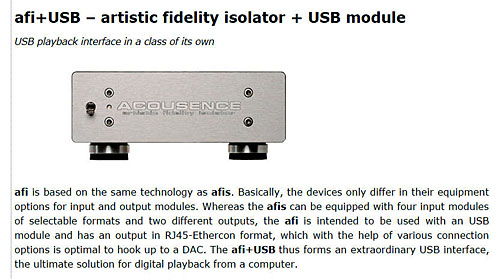 afi+USB – artistic fidelity isolator + USB module
USB playback interface in a class of its own
ACOUSENCE
afi is based on the same technology as afis. Basically, the devices only differ in their equipment
options for input and output modules. Whereas the afis can be equipped with four input modules
of selectable formats and two different outputs, the afi is intended to be used with an USB
module and has an output in RJ45-Ethercon format, which with the help of various connection
options is optimal to hook up to a DAC. The afi+USB thus forms an extraordinary USB interface,
the ultimate solution for digital playback from a computer.